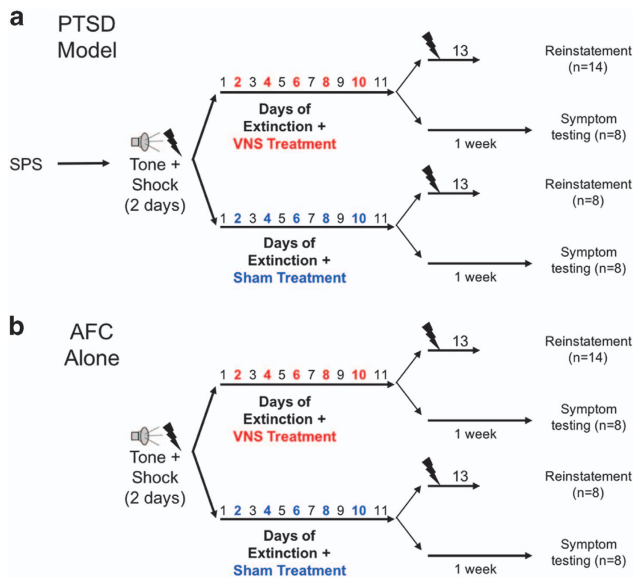 a
PTSD
Model
SPS
Tone +
Shock
(2 days)
1 2 3 4 5 6 7 8 9 10 11
Days of
Extinction +
VNS Treatment
13
Reinstatement
(n=14)
1 week
Symptom
testing (n=8)
1 2 3 4 5 6 7 8 9 10 11
Days of
Extinction +
Sham Treatment
13
Reinstatement
(n=8)
1 week
Symptom
testing (n=8)
b
AFC
Alone
Tone +
Shock
(2 days)
1 2 3 4 5 6 7 8 9 10 11
Days of
Extinction +
VNS Treatment
13
Reinstatement
(n=14)
1 week
Symptom
testing (n=8)
1 2 3 4 5 6 7 8 9 10 11
Days of
Extinction +
Sham Treatment
13
Reinstatement
(n=8)
1 week
Symptom
testing (n=8)